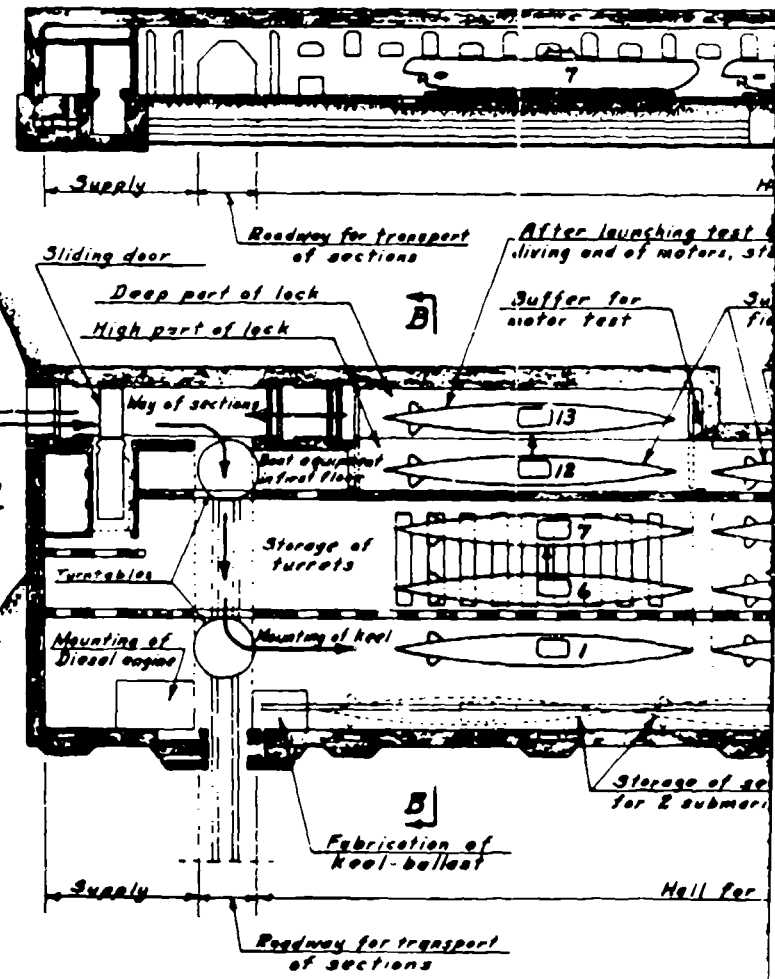 7
Supply
Roadway for transport
of sections
After launching test
diving and of motors,
Sliding door
Deep part of lock
High part of lock
B
Buffer for
motor test
Way of sections
13
Boat equipment
in first floor
12
Storage of
turrets
7
6
Turntables
Mounting of
Diesel engine
Mounting of keel
1
Storage of
for 2
B
Fabrication of
keel-ballast
Supply
Hall for
Roadway for transport
of sections